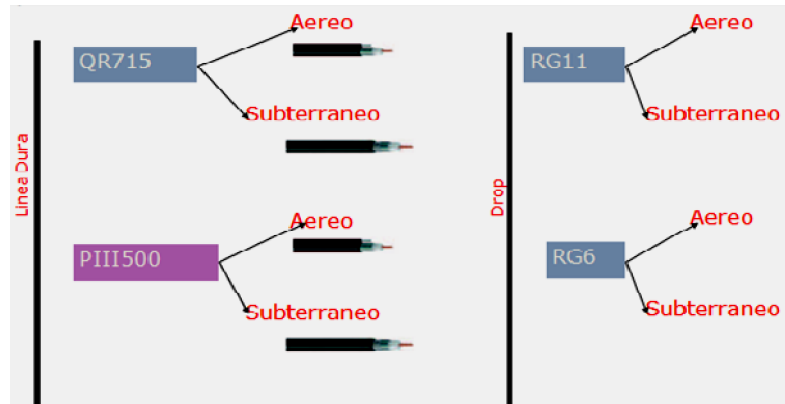 Linea Dura
QR715
Aereo
Subterraneo
PIII500
Aereo
Subterraneo
Drop
RG11
Aereo
Subterraneo
RG6
Aereo
Subterraneo